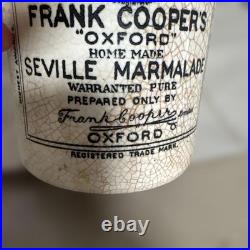 FRANK COOPER'S
"OXFORD"
HOME MADE
SEVILLE MARMALADE
WARRANTED PURE
PREPARED ONLY BY
Frank Cooper
OXFORD
REGISTERED TRADE MARK.